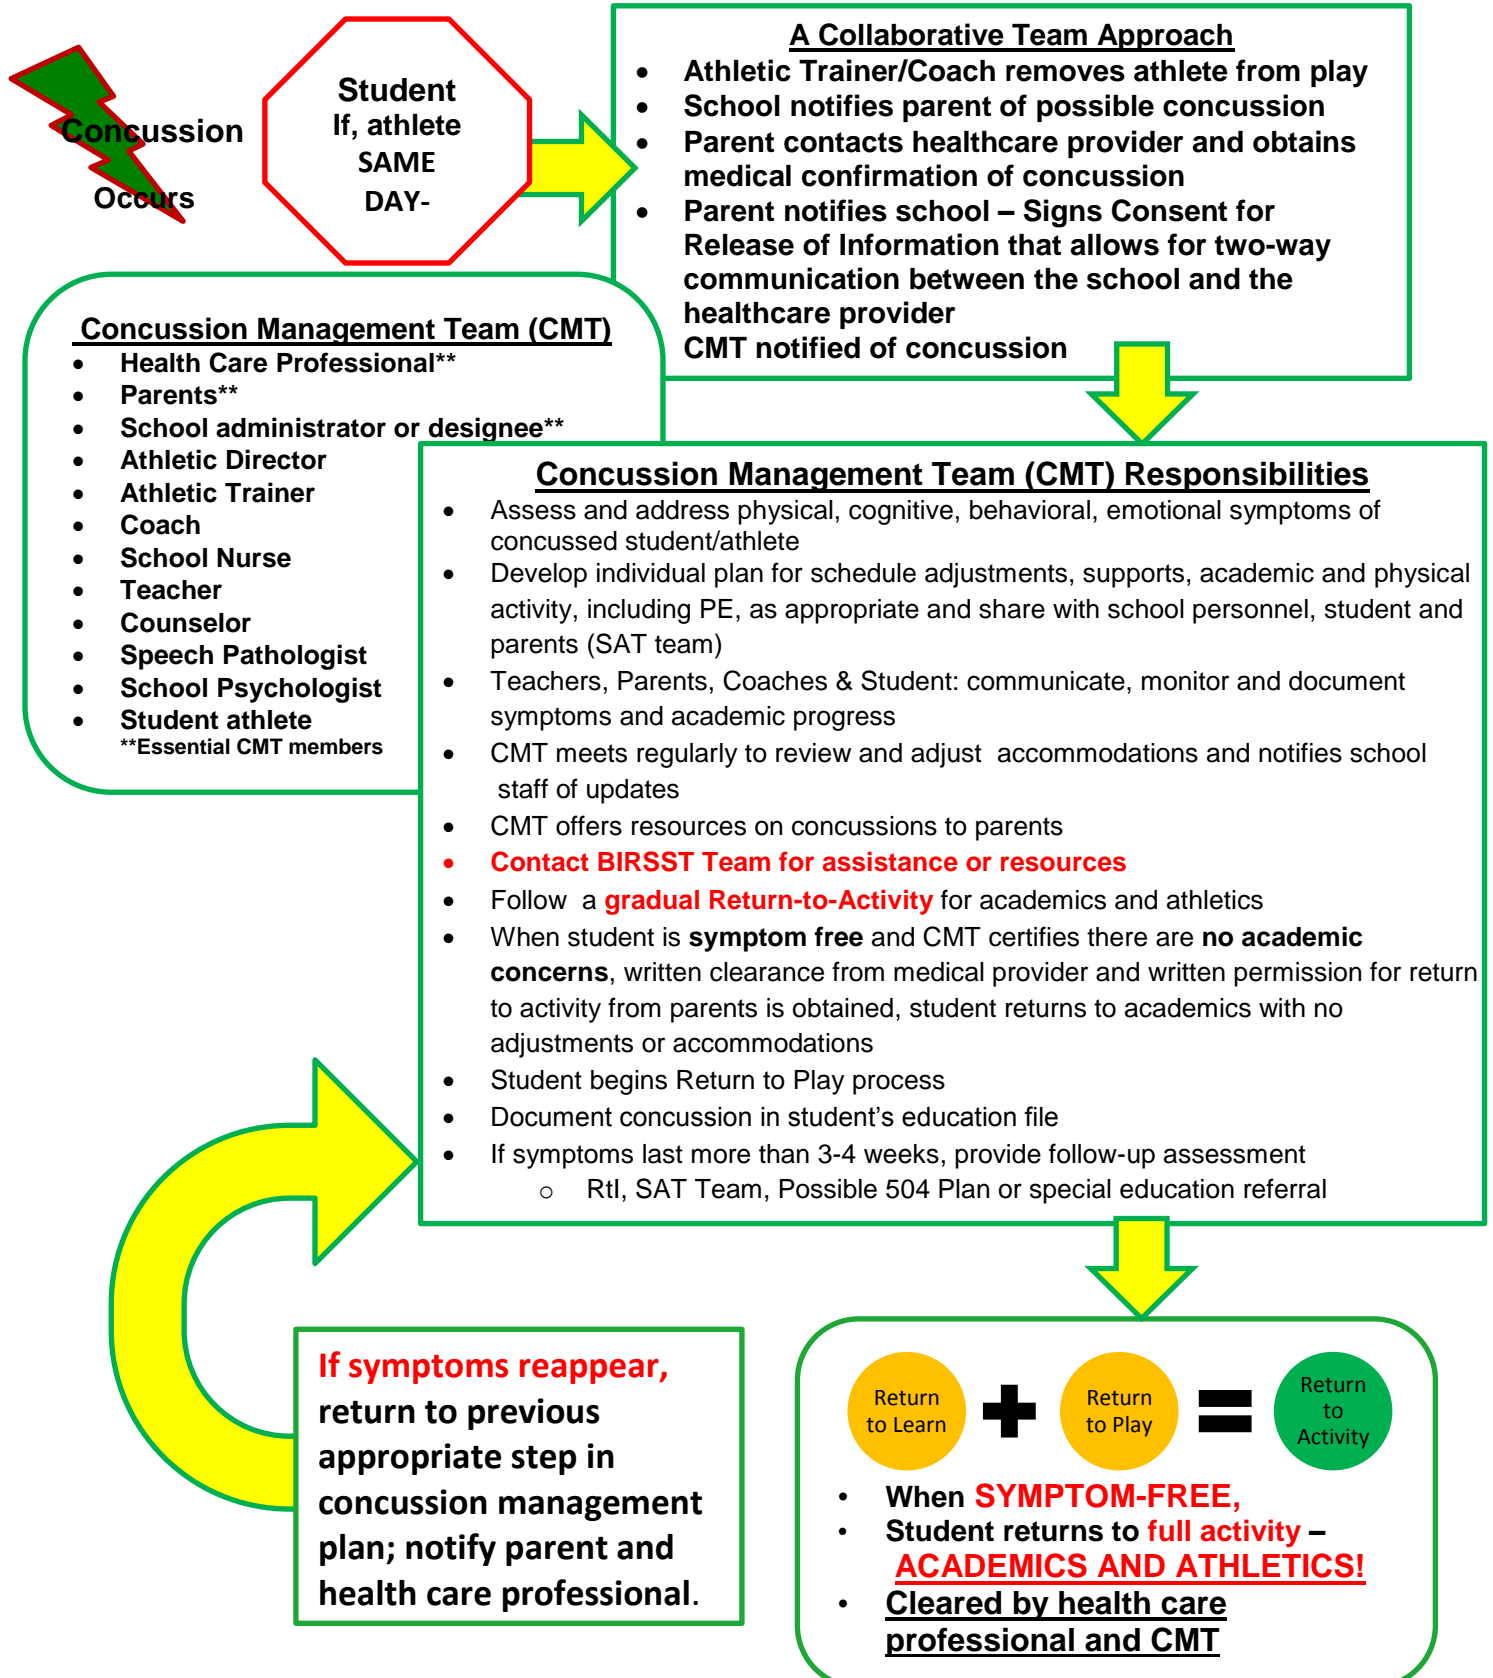 Concussion
Occurs
Student
If, athlete
SAME
DAY-
A Collaborative Team Approach
• Athletic Trainer/Coach removes athlete from play
• School notifies parent of possible concussion
• Parent contacts healthcare provider and obtains
medical confirmation of concussion
• Parent notifies school – Signs Consent for
Release of Information that allows for two-way
communication between the school and the
healthcare provider
CMT notified of concussion
Concussion Management Team (CMT)
• Health Care Professional**
• Parents**
• School administrator or designee**
• Athletic Director
• Athletic Trainer
• Coach
• School Nurse
• Teacher
• Counselor
• Speech Pathologist
• School Psychologist
• Student athlete
**Essential CMT members
Concussion Management Team (CMT) Responsibilities
• Assess and address physical, cognitive, behavioral, emotional symptoms of
concussed student/athlete
• Develop individual plan for schedule adjustments, supports, academic and physical
activity, including PE, as appropriate and share with school personnel, student and
parents (SAT team)
• Teachers, Parents, Coaches & Student: communicate, monitor and document
symptoms and academic progress
• CMT meets regularly to review and adjust accommodations and notifies school
staff of updates
• CMT offers resources on concussions to parents
• Contact BIRSST Team for assistance or resources
• Follow a gradual Return-to-Activity for academics and athletics
• When student is symptom free and CMT certifies there are no academic
concerns, written clearance from medical provider and written permission for return
to activity from parents is obtained, student returns to academics with no
adjustments or accommodations
• Student begins Return to Play process
• Document concussion in student's education file
• If symptoms last more than 3-4 weeks, provide follow-up assessment
o RtI, SAT Team, Possible 504 Plan or special education referral
If symptoms reappear,
return to previous
appropriate step in
concussion management
plan; notify parent and
health care professional.
Return
to Learn
Return
to Play
Return
to
Activity
• When SYMPTOM-FREE,
• Student returns to full activity –
ACADEMICS AND ATHLETICS!
• Cleared by health care
professional and CMT